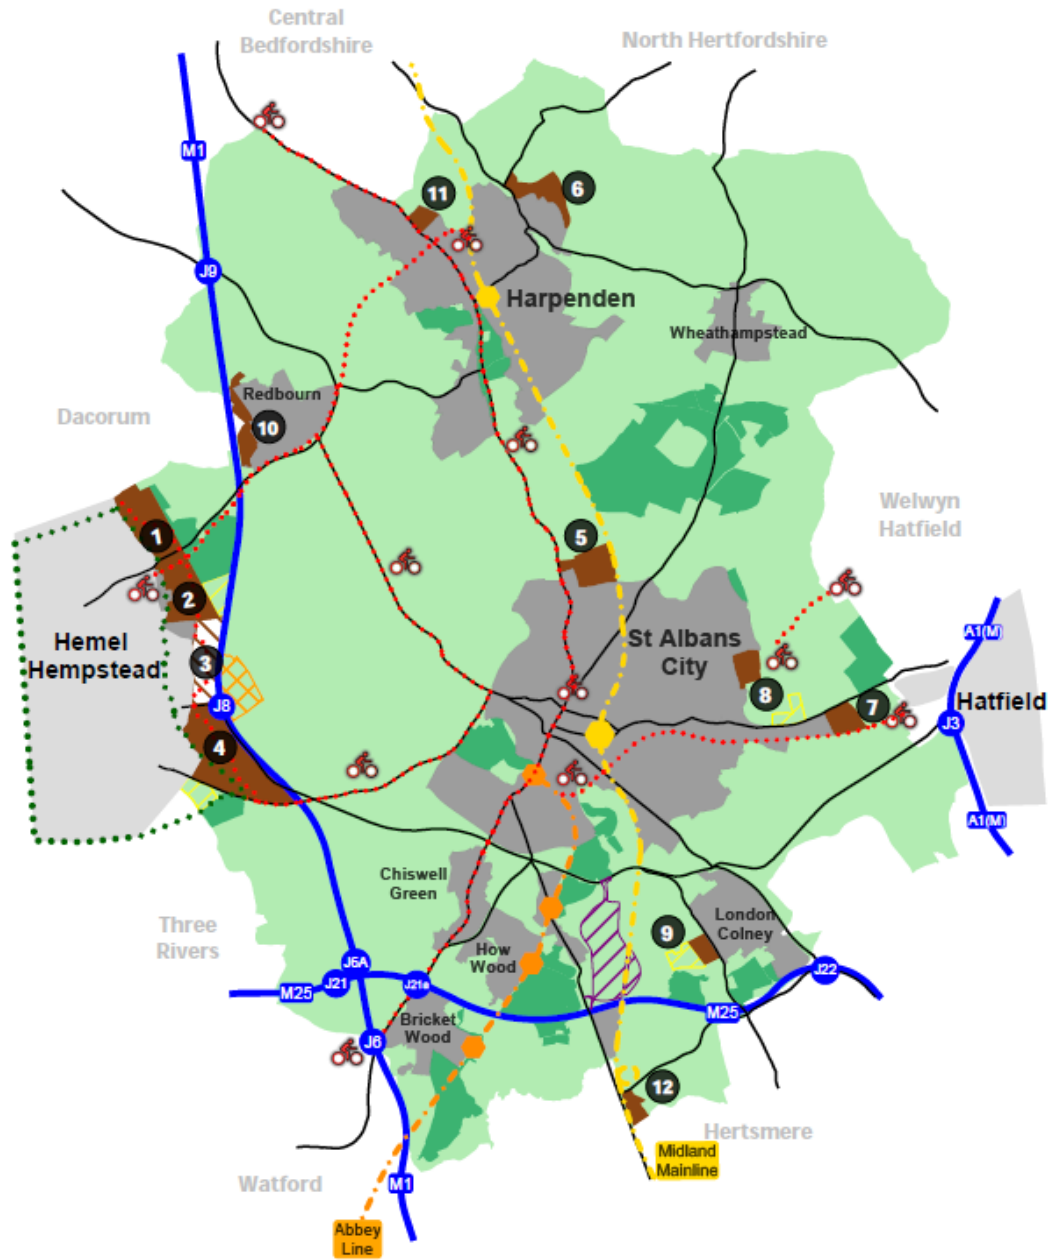 Central
Bedfordshire
North Hertfordshire
M1
11
6
J9
Harpenden
Wheathampstead
Redbourn
Dacorum
10
Welwyn
Hatfield
1
5
2
A1(M)
Hemel
Hempstead
St Albans
City
3
8
7
Hatfield
J8
J3
4
A1(M)
Chiswell
Green
Three
Rivers
9
London
Colney
How
Wood
J6A
J21
J21a
J22
M25
M25
Bricket
Wood
J6
12
Hertsmere
Midland
Mainline
Watford
M1
Abbey
Line